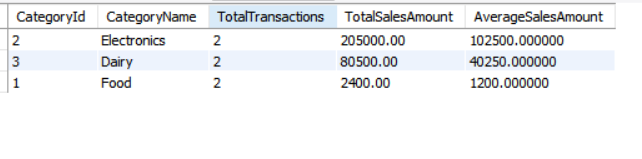 CategoryId CategoryName TotalTransactions TotalSalesAmount AverageSalesAmount
2 Electronics 2 205000.00 102500.000000
3 Dairy 2 80500.00 40250.000000
1 Food 2 2400.00 1200.000000